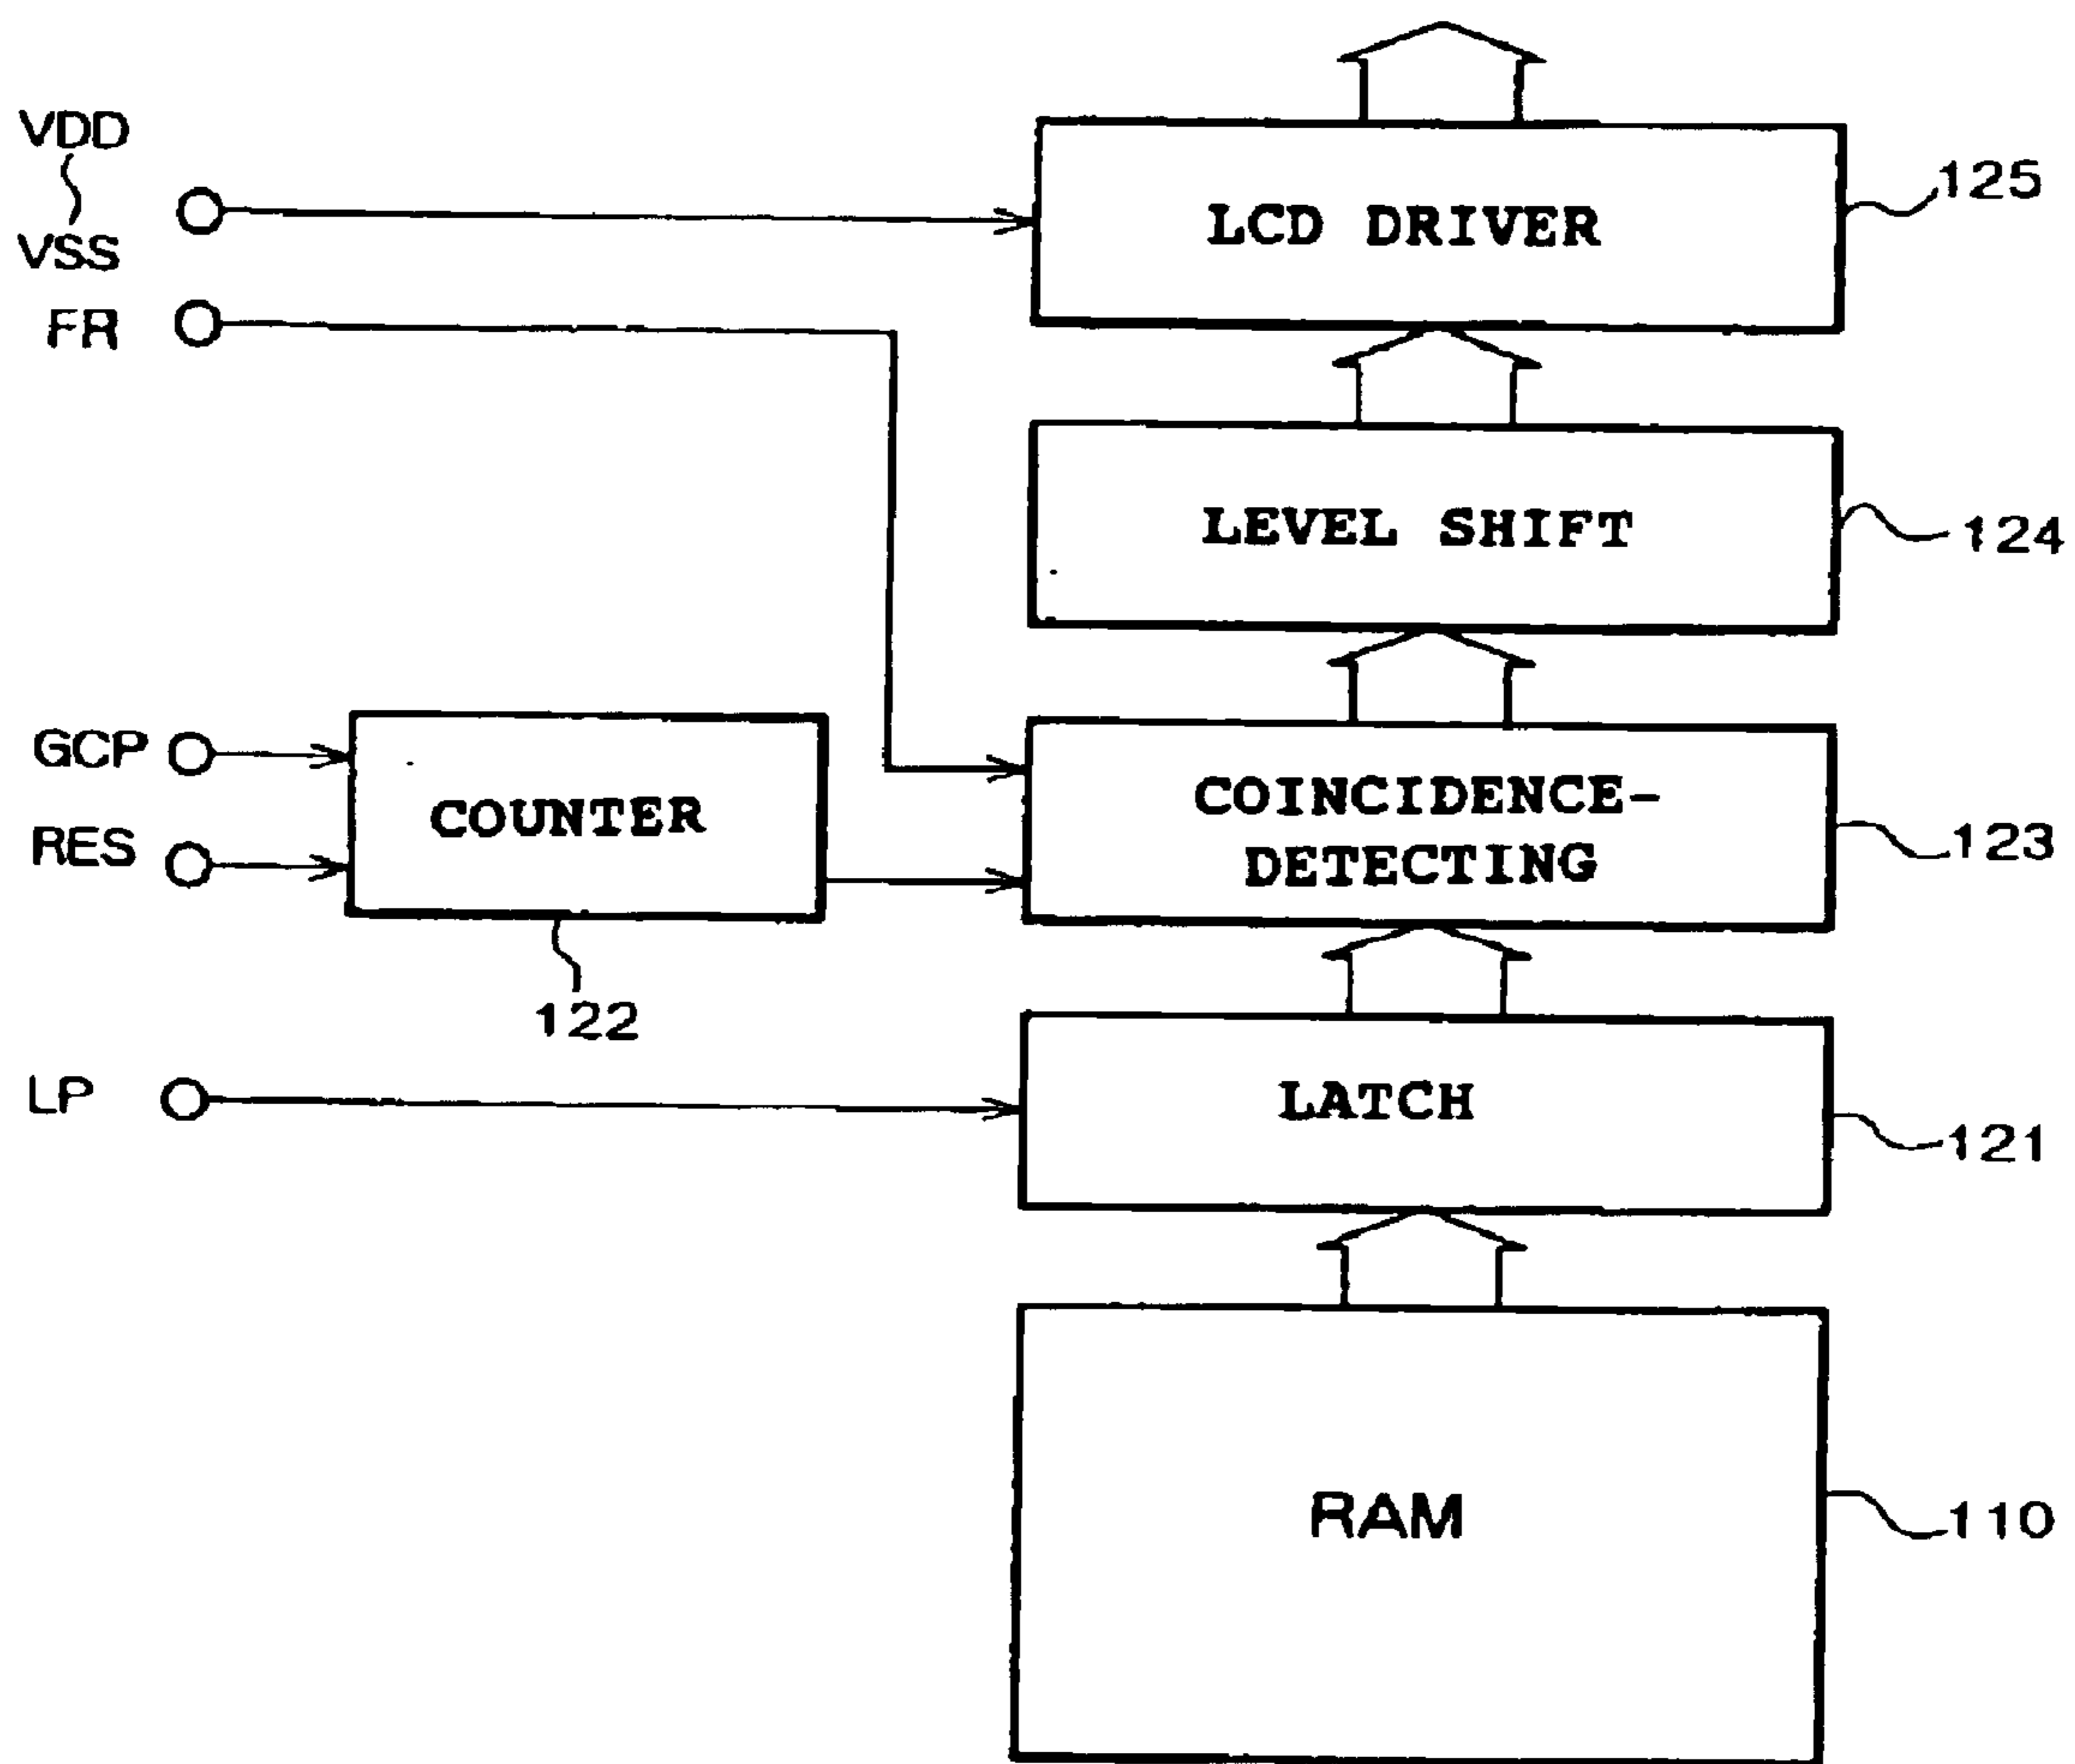 VDD
VSS
FR
LCD DRIVER
125
LEVEL SHIFT
124
GCP
RES
COUNTER
122
COINCIDENCE-
DETECTING
123
LP
LATCH
121
RAM
110